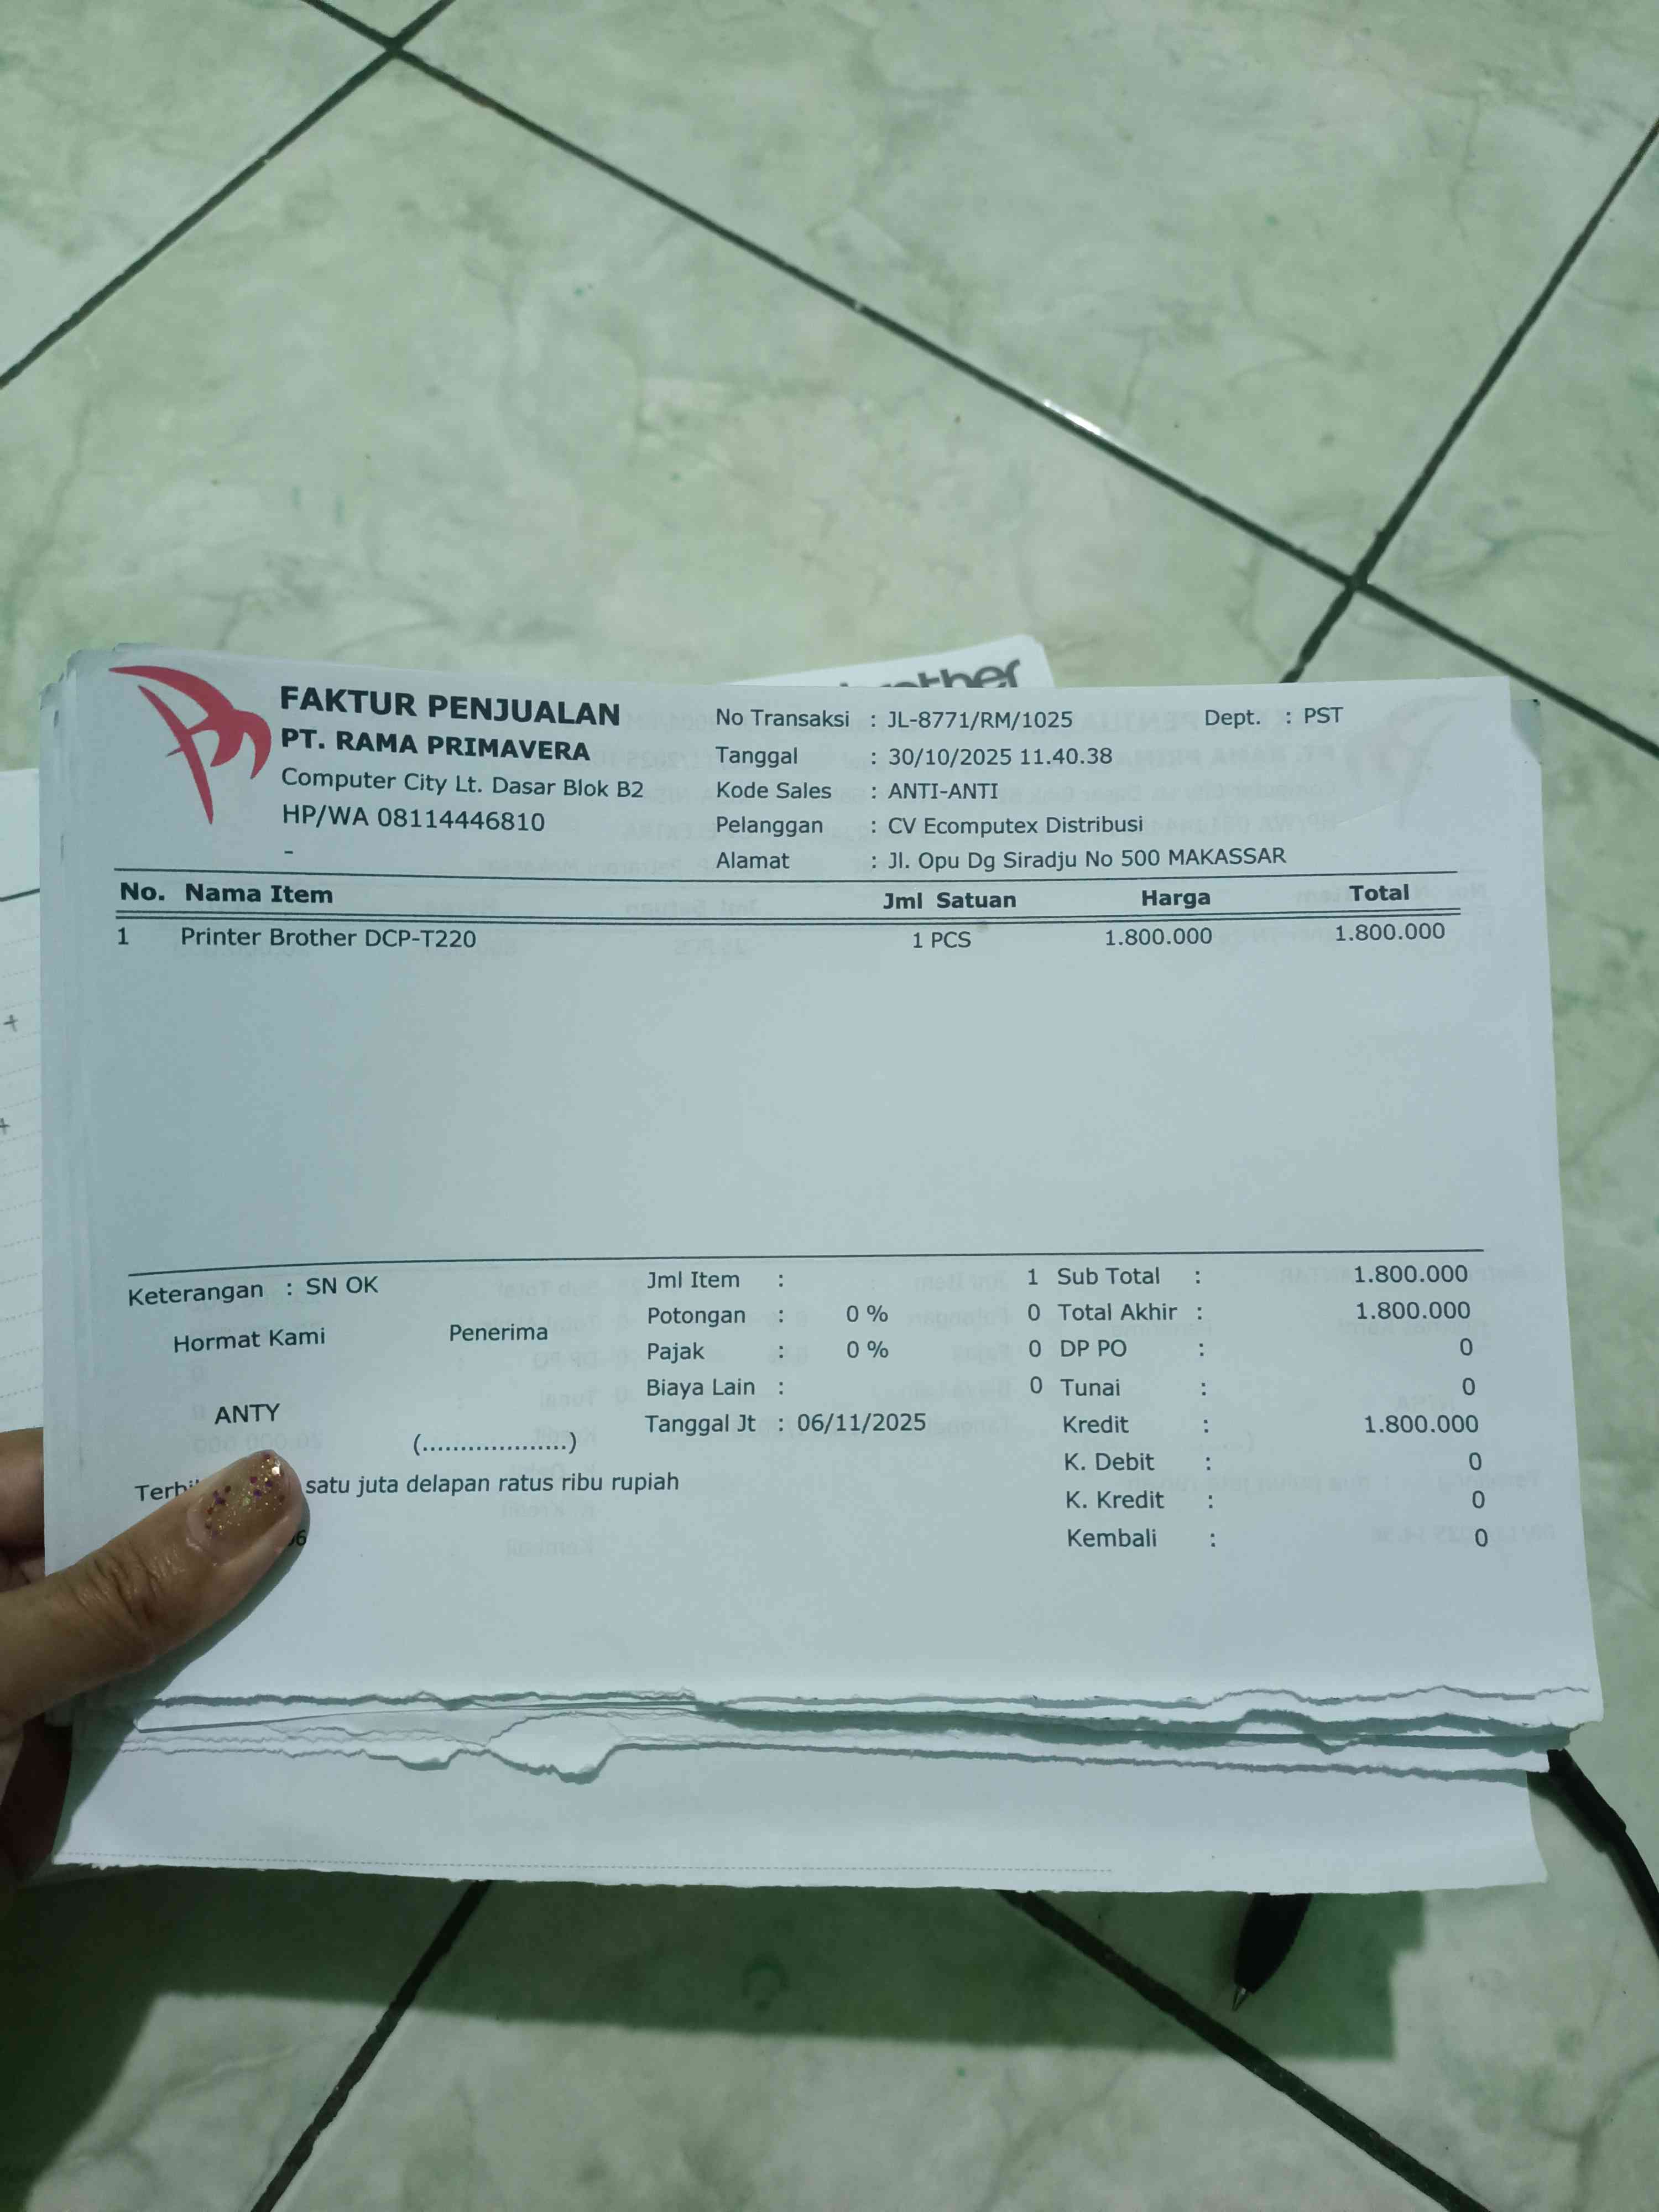 brother
FAKTUR PENJUALAN
PT. RAMA PRIMAVERA
Computer City Lt. Dasar Blok B2
HP/WA 08114446810
-
No Transaksi : JL-8771/RM/1025 Dept. : PST
Tanggal : 30/10/2025 11.40.38
Kode Sales : ANTI-ANTI
Pelanggan : CV Ecomputex Distribusi
Alamat : Jl. Opu Dg Siradju No 500 MAKASSAR
No. Nama Item Jml Satuan Harga Total
1 Printer Brother DCP-T220 1 PCS 1.800.000 1.800.000
Keterangan : SN OK
Hormat Kami Penerima
ANTY
(...................)
satu juta delapan ratus ribu rupiah
Jml Item : 1
Potongan : 0 % 0
Pajak : 0 % 0
Biaya Lain : 0
Tanggal Jt : 06/11/2025
Sub Total : 1.800.000
Total Akhir : 1.800.000
DP PO : 0
Tunai : 0
Kredit : 1.800.000
K. Debit : 0
K. Kredit : 0
Kembali : 0